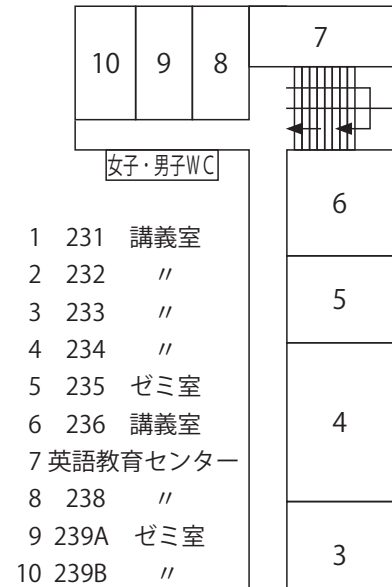 10 9 8 7
女子・男子WC
6
5
4
3
1 231 講義室
2 232 〃
3 233 〃
4 234 〃
5 235 ゼミ室
6 236 講義室
7 英語教育センター
8 238 〃
9 239A ゼミ室
10 239B 〃